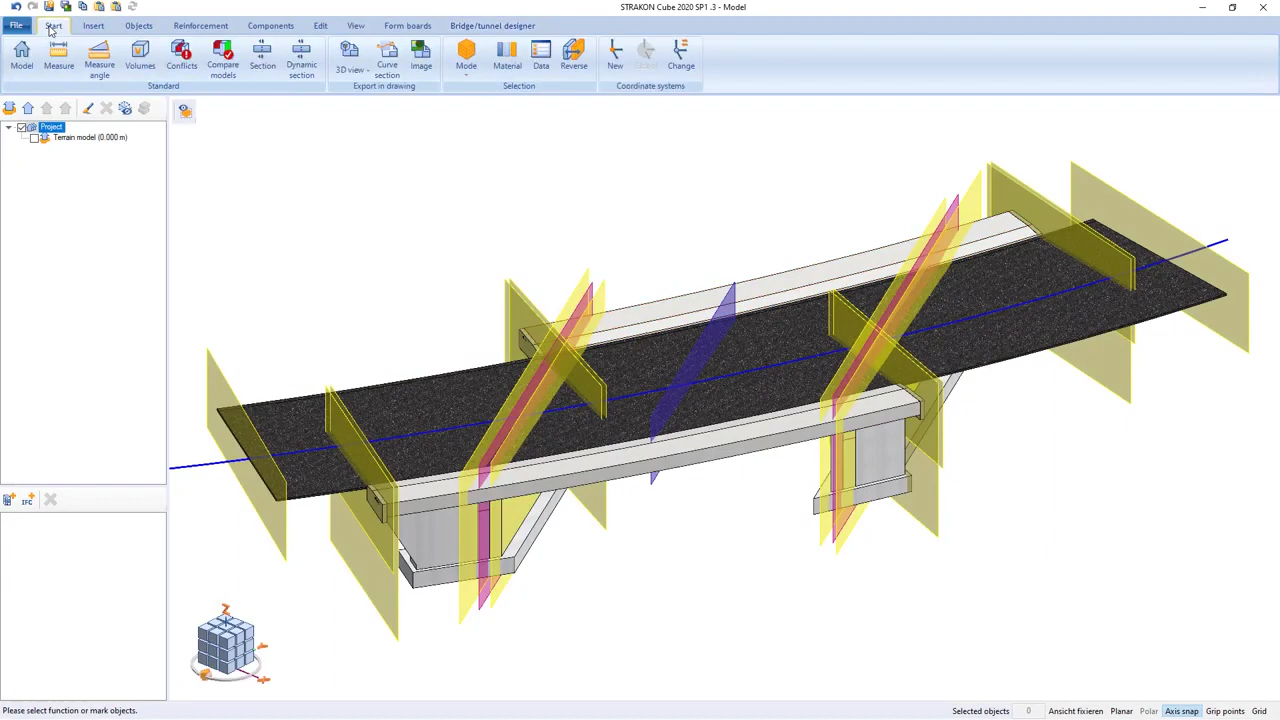 STRAKON Cube 2020 SP1 .3 - Model
File Start Insert Objects Reinforcement Components Edit View Form boards Bridge/tunnel designer
Model Measure Measure angle Volumes Conflicts Compare models Section Dynamic section
Standard
3D view Curve section Image
Export in drawing
Mode Material Data Reverse
Selection
New Global Change
Coordinate systems
Project
Terrain model (0.000 m)
IFC
Z
Please select function or mark objects. Selected objects 0 Ansicht fixieren Planar Polar Axis snap Grip points Grid